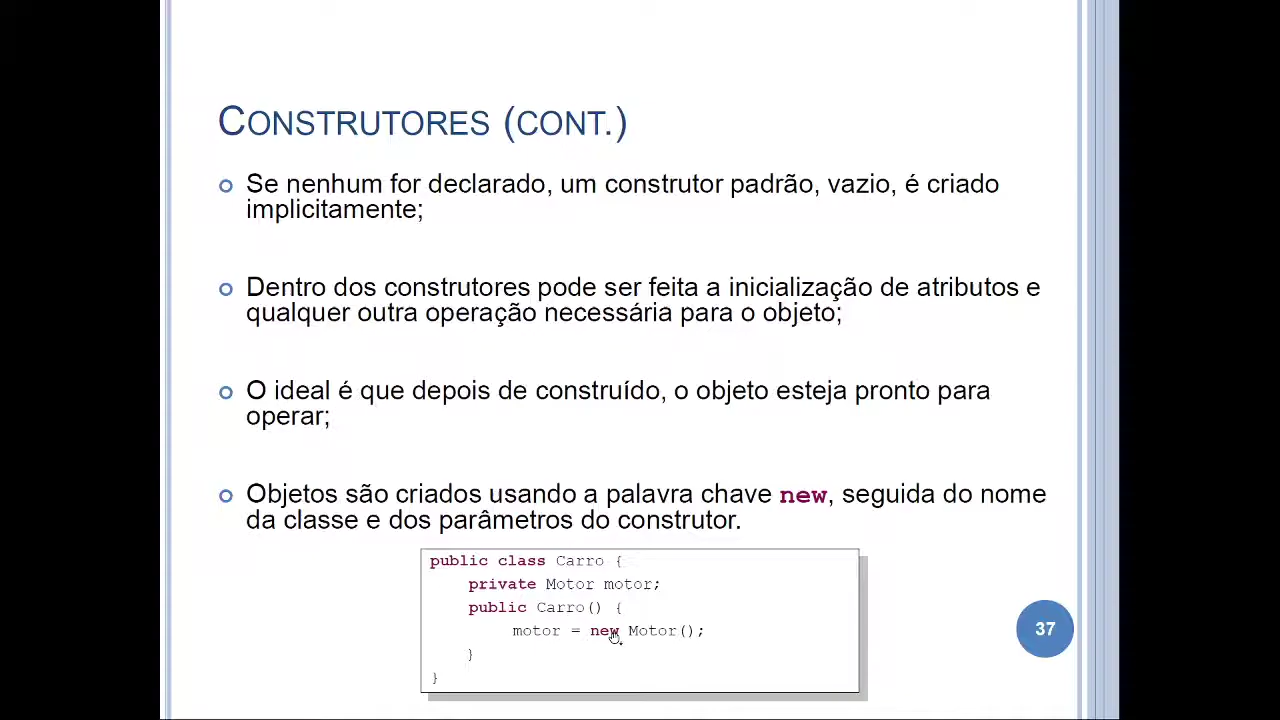 CONSTRUTORES (CONT.)
Se nenhum for declarado, um construtor padrão, vazio, é criado
implicitamente;
Dentro dos construtores pode ser feita a inicialização de atributos e
qualquer outra operação necessária para o objeto;
O ideal é que depois de construído, o objeto esteja pronto para
operar;
Objetos são criados usando a palavra chave new, seguida do nome
da classe e dos parâmetros do construtor.
public class Carro {
private Motor motor;
public Carro() {
motor = new Motor();
}
}
37